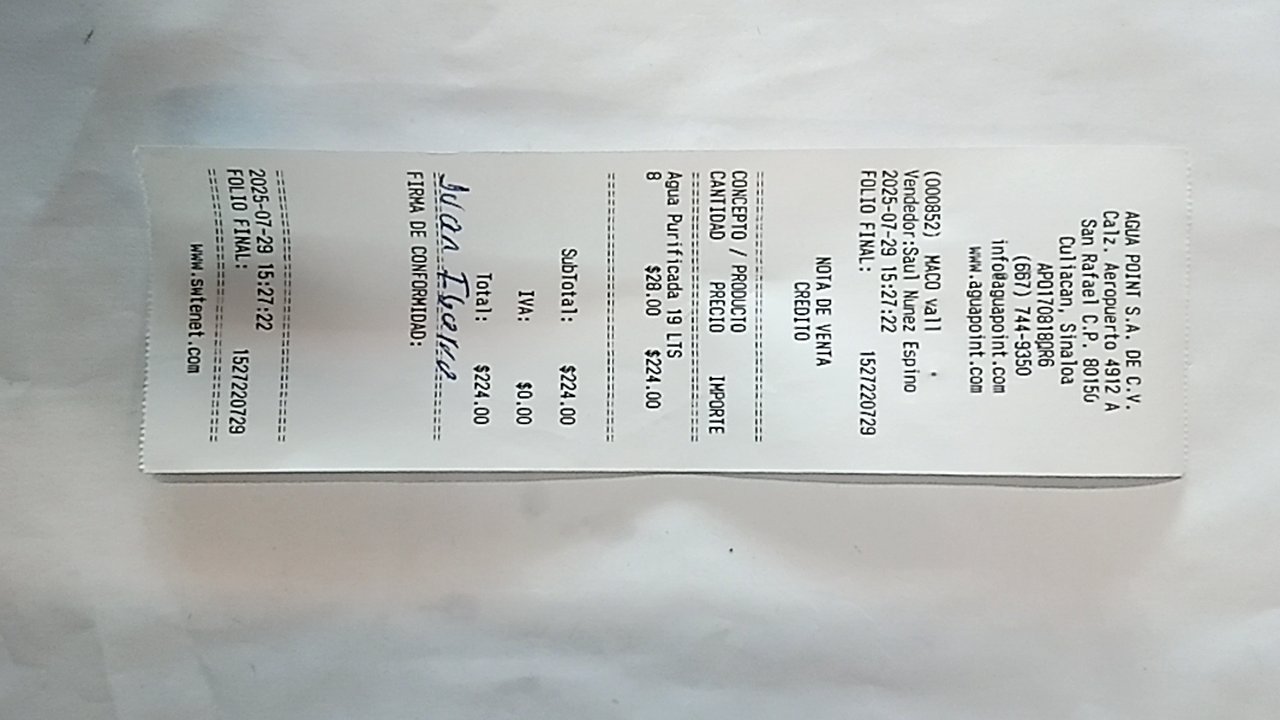 AGUA POINT S.A. DE C.V.
Calz. Aeropuerto 4912 A
San Rafael C.P. 80150
Culiacan, Sinaloa
APO170818QR6
(667) 744-9350
info@aguapoint.com
www.aguapoint.com
(000852) MACO vall
Vendedor:Saul Nunez Espino
2025-07-29 15:27:22
FOLIO FINAL: 1527220729
NOTA DE VENTA
CREDITO
CONCEPTO / PRODUCTO
CANTIDAD PRECIO IMPORTE
Agua Purificada 19 LTS
8 $28.00 $224.00
SubTotal: $224.00
IVA: $0.00
Total: $224.00
Juan
FIRMA DE CONFORMIDAD:
2025-07-29 15:27:22
FOLIO FINAL: 1527220729
www.swtenet.com